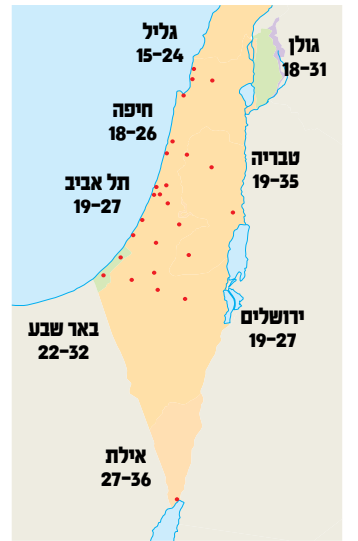 גליל
15-24
גולן
18-31
חיפה
18-26
טבריה
19-35
תל אביב
19-27
ירושלים
19-27
באר שבע
22-32
אילת
27-36